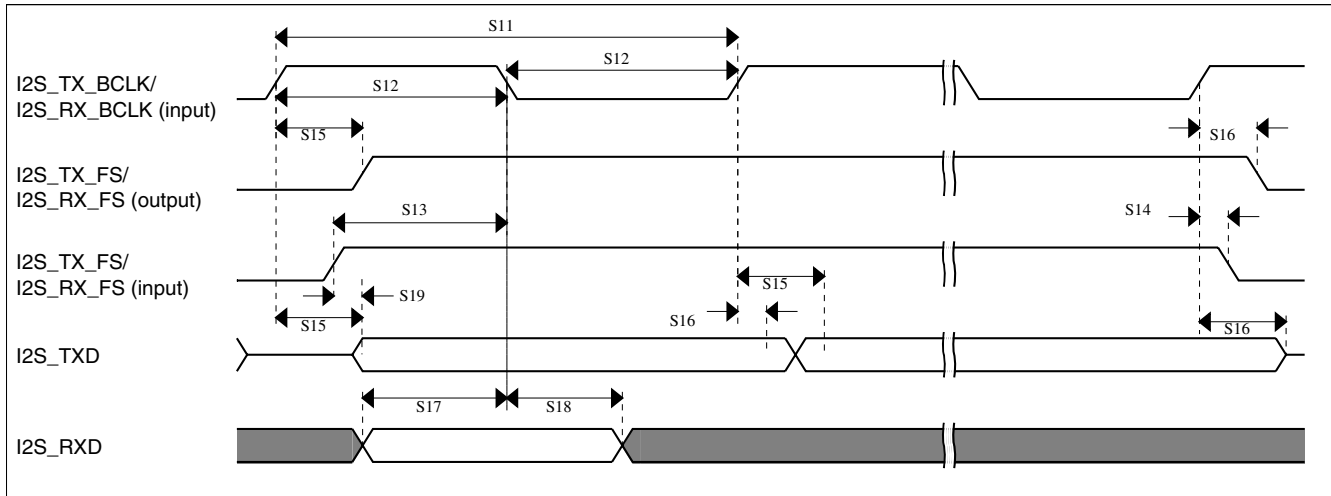 S11
I2S_TX_BCLK/
I2S_RX_BCLK (input)
S12
S12
S15
S16
I2S_TX_FS/
I2S_RX_FS (output)
S13
S14
I2S_TX_FS/
I2S_RX_FS (input)
S19
S15
S15
S16
S16
I2S_TXD
S17
S18
I2S_RXD